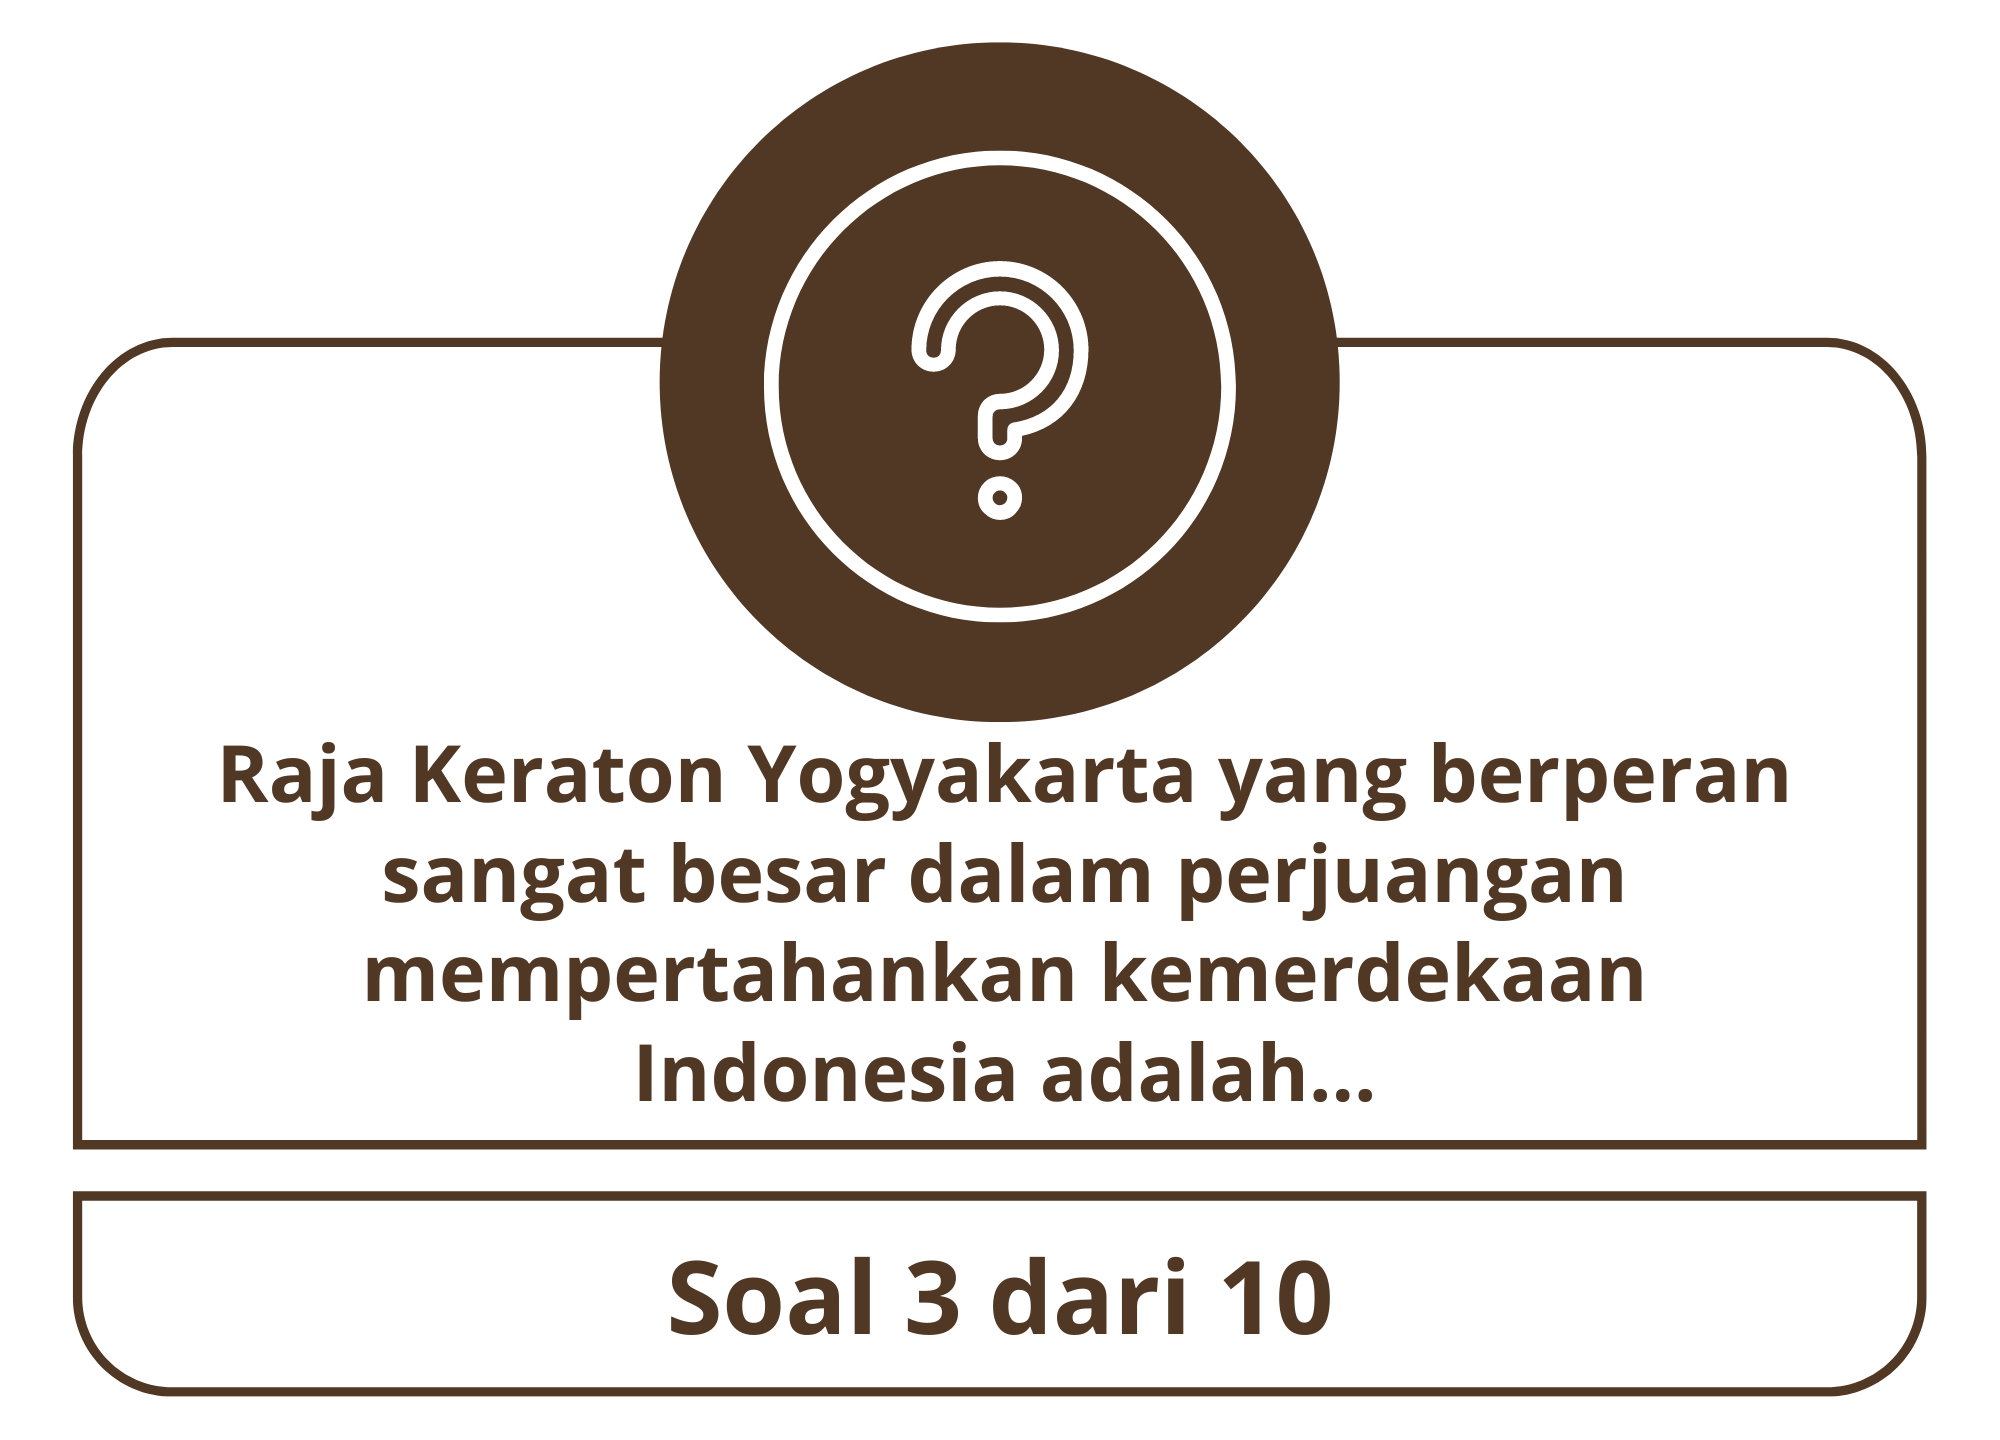 Raja Keraton Yogyakarta yang berperan
sangat besar dalam perjuangan
mempertahankan kemerdekaan
Indonesia adalah...
Soal 3 dari 10